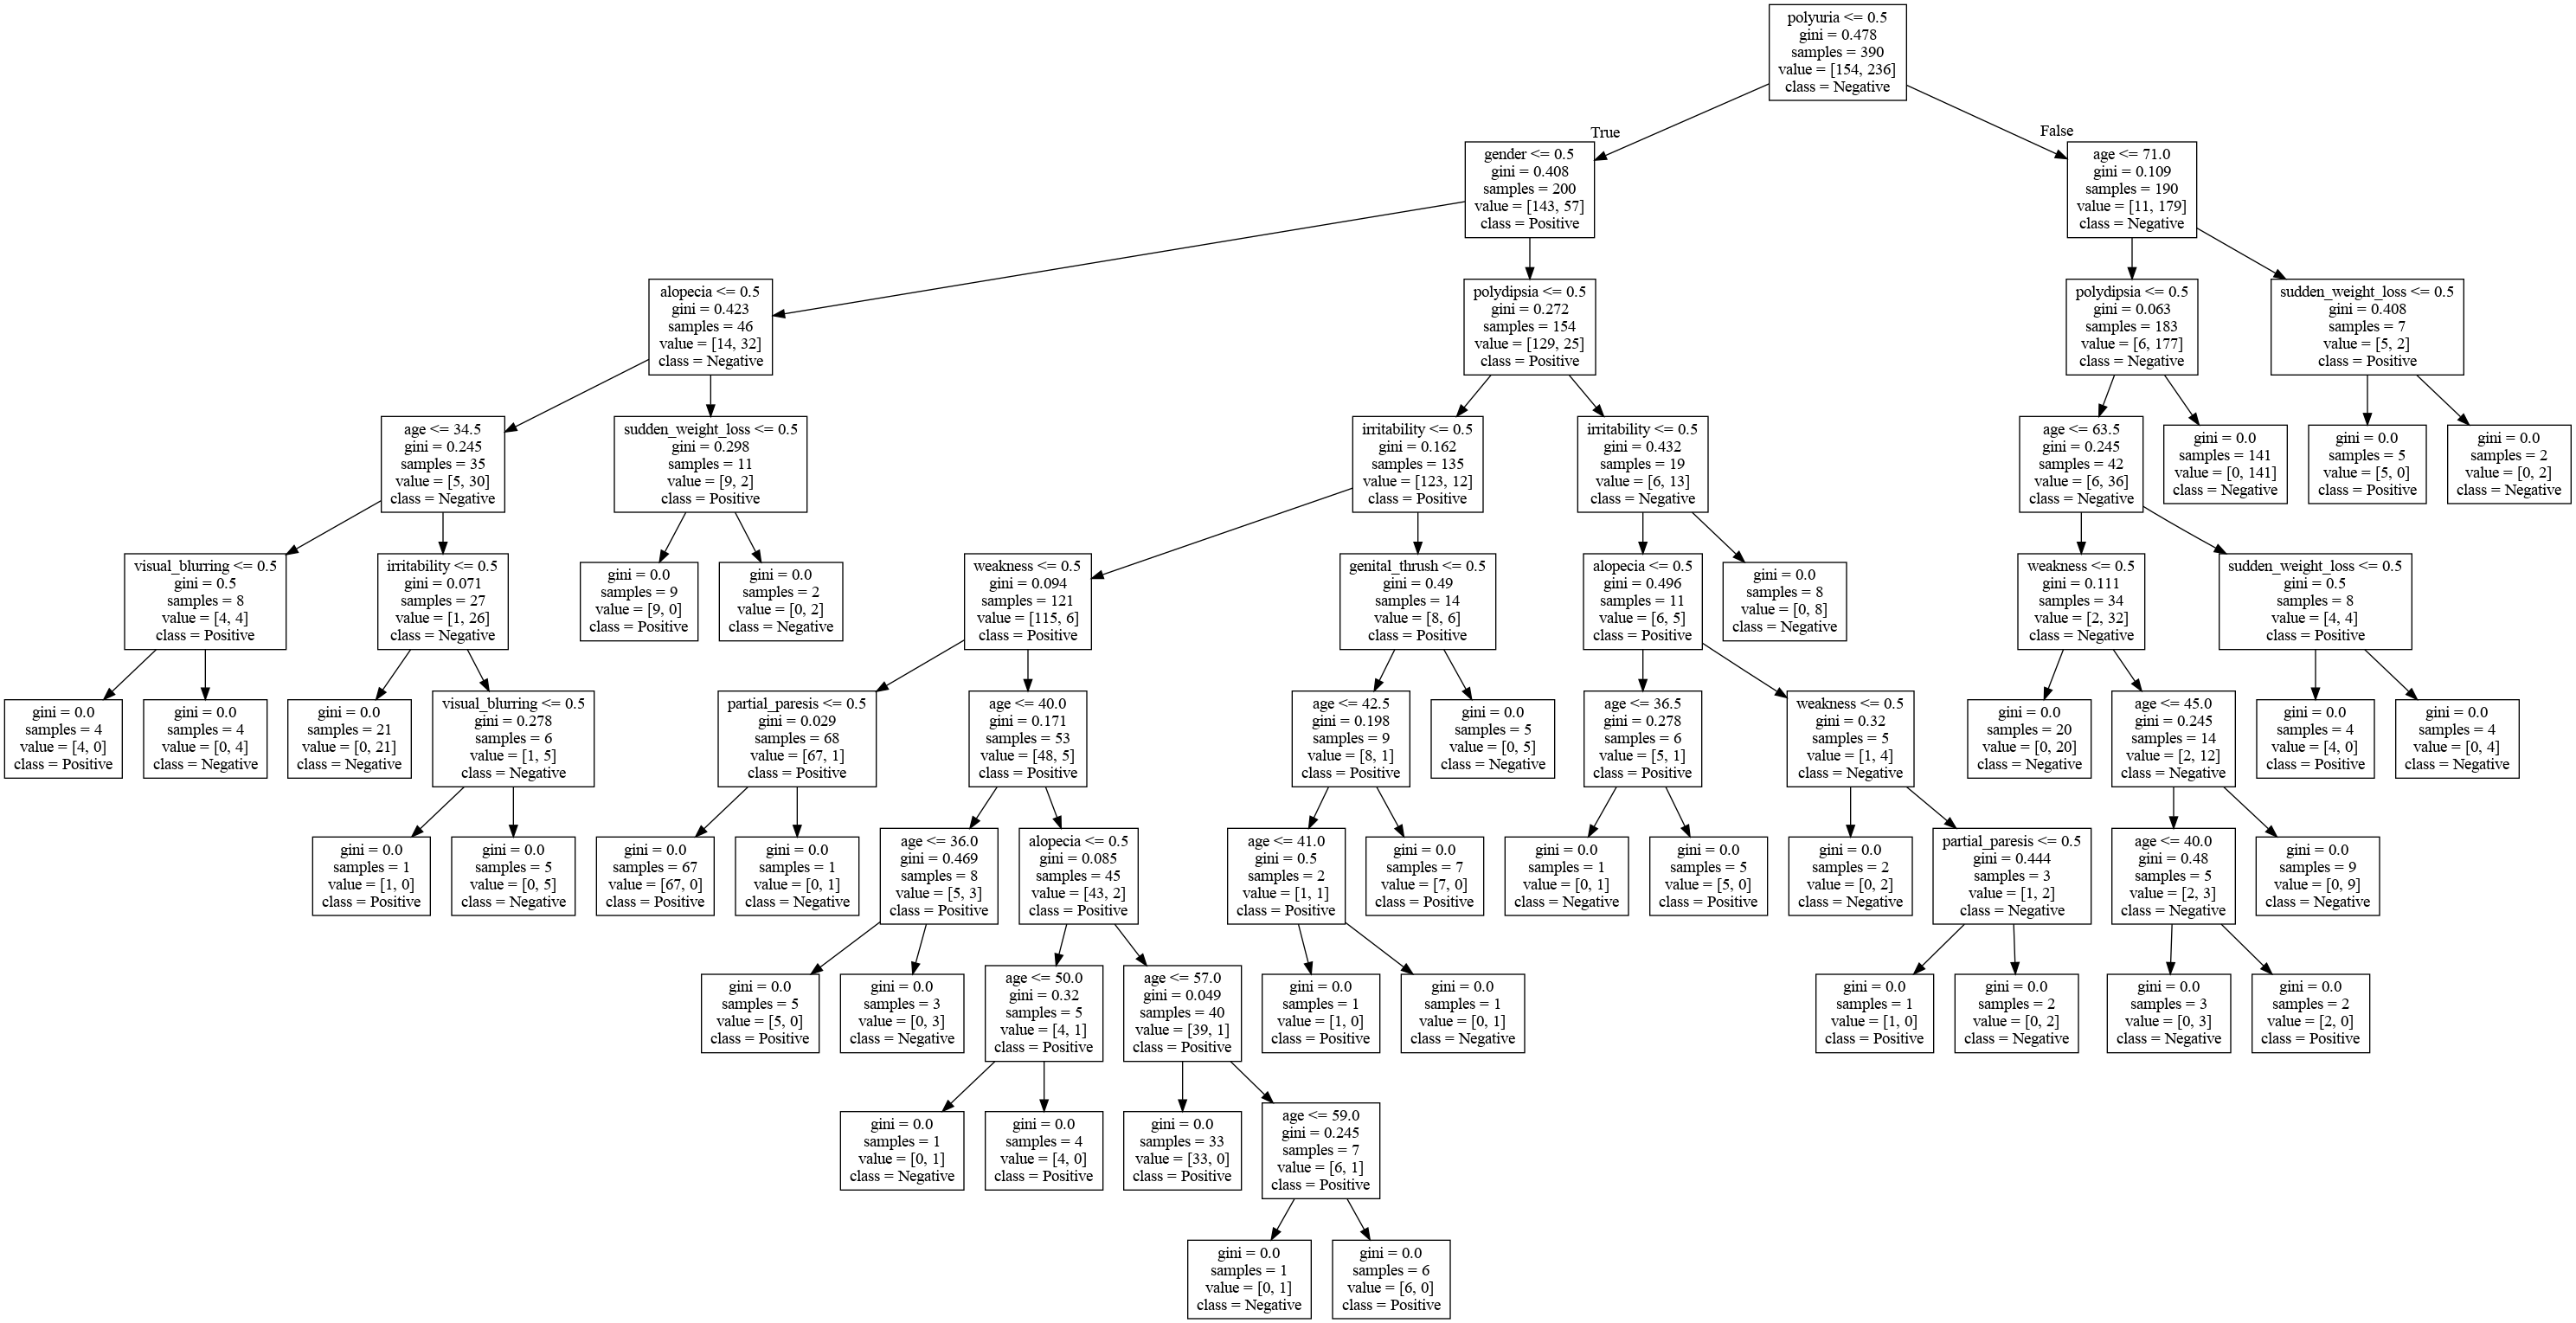 polyuria <= 0.5
gini = 0.478
samples = 390
value = [154, 236]
class = Negative
True
False
gender <= 0.5
gini = 0.408
samples = 200
value = [143, 57]
class = Positive
age <= 71.0
gini = 0.109
samples = 190
value = [11, 179]
class = Negative
alopecia <= 0.5
gini = 0.423
samples = 46
value = [14, 32]
class = Negative
polydipsia <= 0.5
gini = 0.272
samples = 154
value = [129, 25]
class = Positive
polydipsia <= 0.5
gini = 0.063
samples = 183
value = [6, 177]
class = Negative
sudden_weight_loss <= 0.5
gini = 0.408
samples = 7
value = [5, 2]
class = Positive
age <= 34.5
gini = 0.245
samples = 35
value = [5, 30]
class = Negative
sudden_weight_loss <= 0.5
gini = 0.298
samples = 11
value = [9, 2]
class = Positive
irritability <= 0.5
gini = 0.162
samples = 135
value = [123, 12]
class = Positive
irritability <= 0.5
gini = 0.432
samples = 19
value = [6, 13]
class = Negative
age <= 63.5
gini = 0.245
samples = 42
value = [6, 36]
class = Negative
gini = 0.0
samples = 141
value = [0, 141]
class = Negative
gini = 0.0
samples = 5
value = [5, 0]
class = Positive
gini = 0.0
samples = 2
value = [0, 2]
class = Negative
visual_blurring <= 0.5
gini = 0.5
samples = 8
value = [4, 4]
class = Positive
irritability <= 0.5
gini = 0.071
samples = 27
value = [1, 26]
class = Negative
gini = 0.0
samples = 9
value = [9, 0]
class = Positive
gini = 0.0
samples = 2
value = [0, 2]
class = Negative
weakness <= 0.5
gini = 0.094
samples = 121
value = [115, 6]
class = Positive
genital_thrush <= 0.5
gini = 0.49
samples = 14
value = [8, 6]
class = Positive
alopecia <= 0.5
gini = 0.496
samples = 11
value = [6, 5]
class = Positive
gini = 0.0
samples = 8
value = [0, 8]
class = Negative
weakness <= 0.5
gini = 0.111
samples = 34
value = [2, 32]
class = Negative
sudden_weight_loss <= 0.5
gini = 0.5
samples = 8
value = [4, 4]
class = Positive
gini = 0.0
samples = 4
value = [4, 0]
class = Positive
gini = 0.0
samples = 4
value = [0, 4]
class = Negative
gini = 0.0
samples = 21
value = [0, 21]
class = Negative
visual_blurring <= 0.5
gini = 0.278
samples = 6
value = [1, 5]
class = Negative
partial_paresis <= 0.5
gini = 0.029
samples = 68
value = [67, 1]
class = Positive
age <= 40.0
gini = 0.171
samples = 53
value = [48, 5]
class = Positive
age <= 42.5
gini = 0.198
samples = 9
value = [8, 1]
class = Positive
gini = 0.0
samples = 5
value = [0, 5]
class = Negative
age <= 36.5
gini = 0.278
samples = 6
value = [5, 1]
class = Positive
weakness <= 0.5
gini = 0.32
samples = 5
value = [1, 4]
class = Negative
gini = 0.0
samples = 20
value = [0, 20]
class = Negative
age <= 45.0
gini = 0.245
samples = 14
value = [2, 12]
class = Negative
gini = 0.0
samples = 4
value = [4, 0]
class = Positive
gini = 0.0
samples = 4
value = [0, 4]
class = Negative
gini = 0.0
samples = 1
value = [1, 0]
class = Positive
gini = 0.0
samples = 5
value = [0, 5]
class = Negative
gini = 0.0
samples = 67
value = [67, 0]
class = Positive
gini = 0.0
samples = 1
value = [0, 1]
class = Negative
age <= 36.0
gini = 0.469
samples = 8
value = [5, 3]
class = Positive
alopecia <= 0.5
gini = 0.085
samples = 45
value = [43, 2]
class = Positive
age <= 41.0
gini = 0.5
samples = 2
value = [1, 1]
class = Positive
gini = 0.0
samples = 7
value = [7, 0]
class = Positive
gini = 0.0
samples = 1
value = [0, 1]
class = Negative
gini = 0.0
samples = 5
value = [5, 0]
class = Positive
gini = 0.0
samples = 2
value = [0, 2]
class = Negative
partial_paresis <= 0.5
gini = 0.444
samples = 3
value = [1, 2]
class = Negative
age <= 40.0
gini = 0.48
samples = 5
value = [2, 3]
class = Negative
gini = 0.0
samples = 9
value = [0, 9]
class = Negative
gini = 0.0
samples = 5
value = [5, 0]
class = Positive
gini = 0.0
samples = 3
value = [0, 3]
class = Negative
age <= 50.0
gini = 0.32
samples = 5
value = [4, 1]
class = Positive
age <= 57.0
gini = 0.049
samples = 40
value = [39, 1]
class = Positive
gini = 0.0
samples = 1
value = [1, 0]
class = Positive
gini = 0.0
samples = 1
value = [0, 1]
class = Negative
gini = 0.0
samples = 1
value = [1, 0]
class = Positive
gini = 0.0
samples = 2
value = [0, 2]
class = Negative
gini = 0.0
samples = 3
value = [0, 3]
class = Negative
gini = 0.0
samples = 2
value = [2, 0]
class = Positive
gini = 0.0
samples = 1
value = [0, 1]
class = Negative
gini = 0.0
samples = 4
value = [4, 0]
class = Positive
gini = 0.0
samples = 33
value = [33, 0]
class = Positive
age <= 59.0
gini = 0.245
samples = 7
value = [6, 1]
class = Positive
gini = 0.0
samples = 1
value = [0, 1]
class = Negative
gini = 0.0
samples = 6
value = [6, 0]
class = Positive